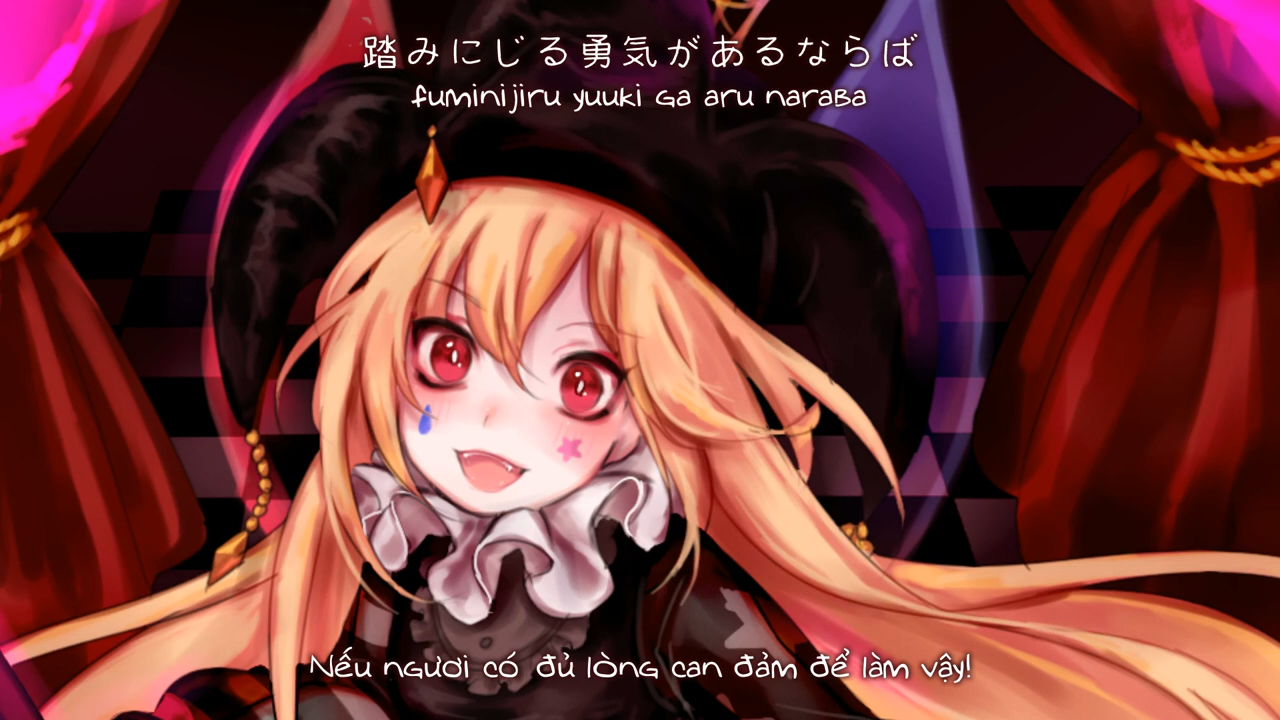 踏みにじる勇気があるならば
fuminijiru yuuki ga aru naraba
Nếu ngươi có đủ lòng can đảm để làm vậy!